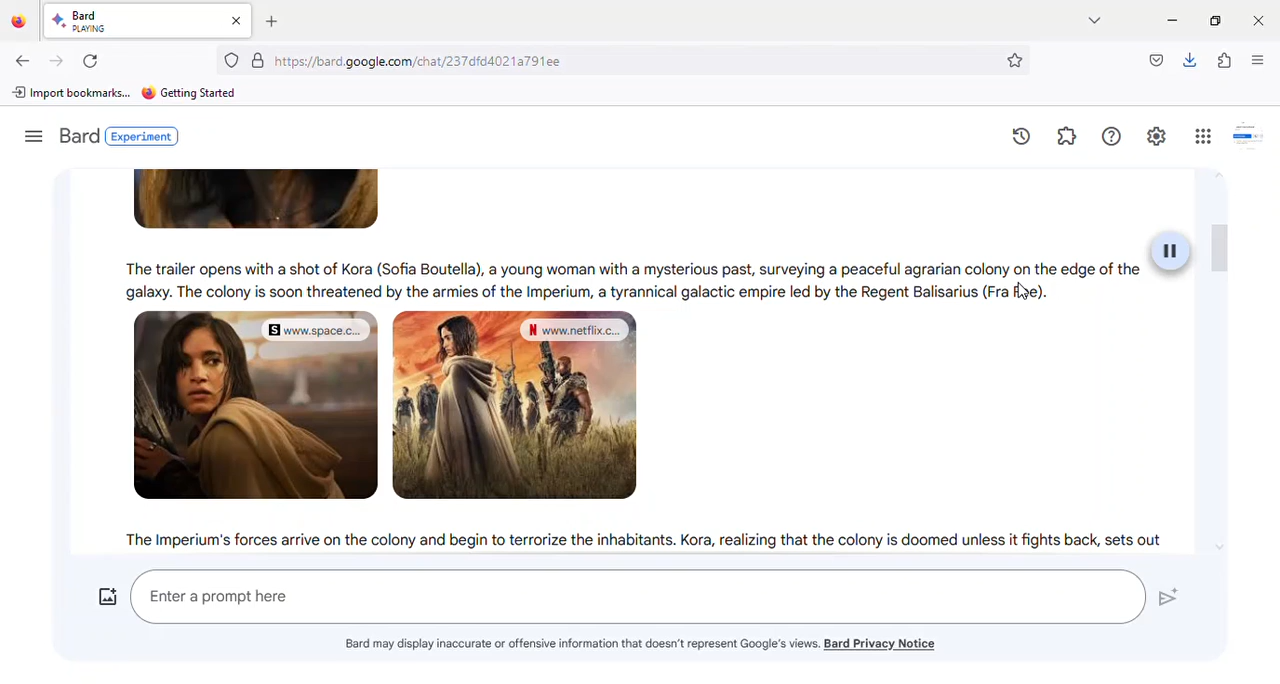 Bard
PLAYING
https://bard.google.com/chat/237dfd4021a791ee
Import bookmarks...
Getting Started
Bard Experiment
The trailer opens with a shot of Kora (Sofia Boutella), a young woman with a mysterious past, surveying a peaceful agrarian colony on the edge of the
galaxy. The colony is soon threatened by the armies of the Imperium, a tyrannical galactic empire led by the Regent Balisarius (Fra Fee).
S www.space.c...
N www.netflix.c...
The Imperium's forces arrive on the colony and begin to terrorize the inhabitants. Kora, realizing that the colony is doomed unless it fights back, sets out
Enter a prompt here
Bard may display inaccurate or offensive information that doesn't represent Google's views. Bard Privacy Notice